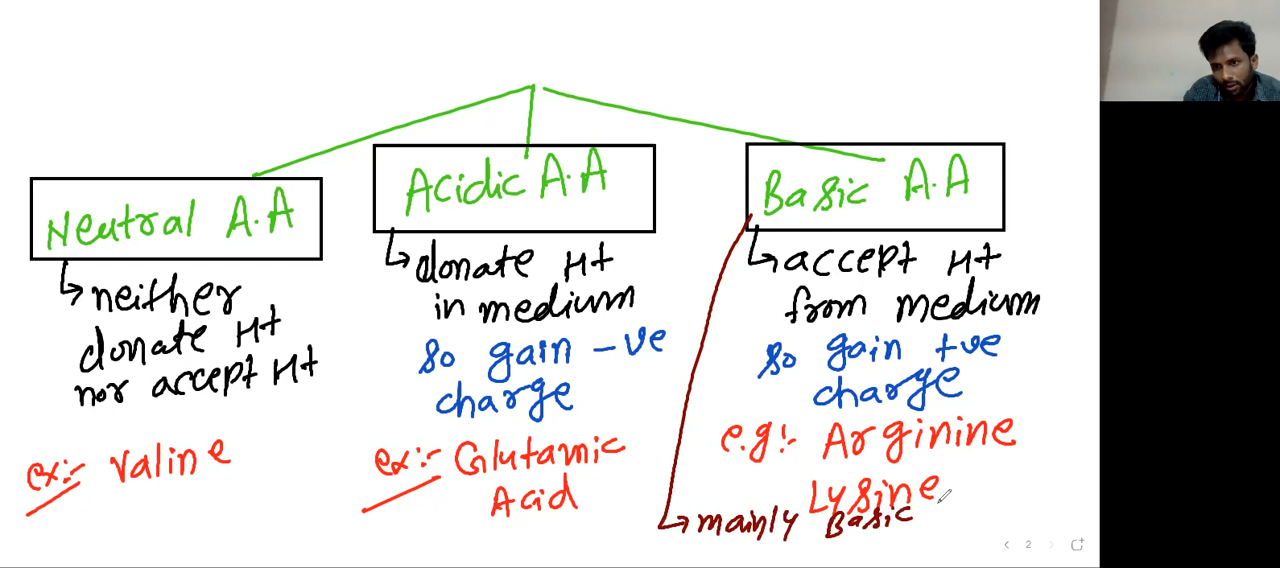 Neutral A.A
neither
donate H+
nor accept H+
ex:- valine
Acidic A.A
donate H+
in medium
so gain -ve
charge
ex:- Glutamic
Acid
Basic A.A
accept H+
from medium
so gain +ve
charge
e.g:- Arginine
Lysine
mainly Basic
2